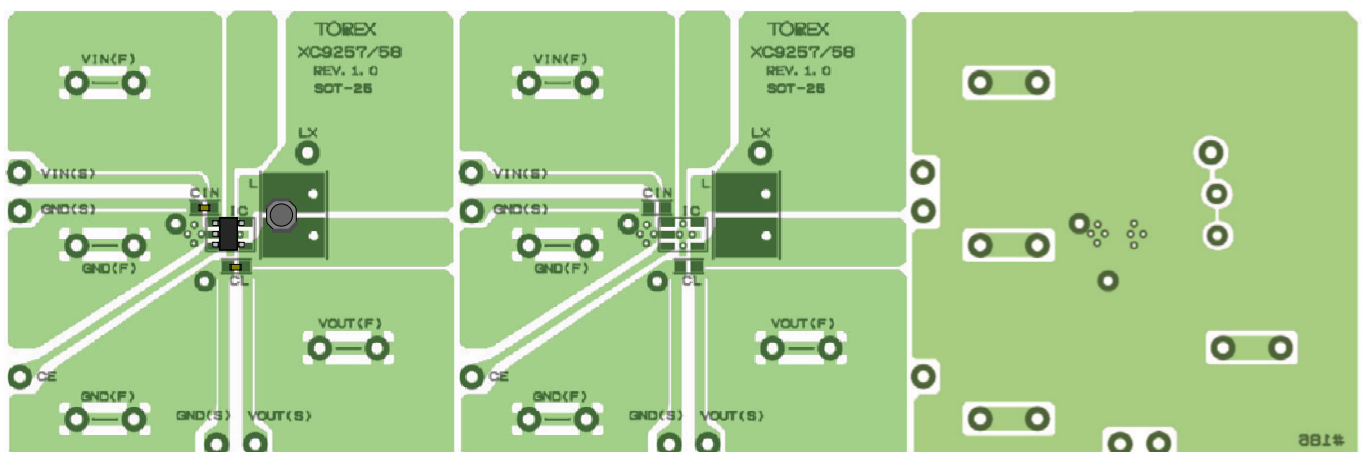 TOREX
XC9257/58
REV. 1. 0
SOT-25
VIN(F)
LX
VIN(S)
CIN
L
GND(S)
IC
GND(F)
CL
VOUT(F)
CE
GND(F)
GND(S)
VOUT(S)
TOREX
XC9257/58
REV. 1. 0
SOT-25
VIN(F)
LX
VIN(S)
CIN
L
GND(S)
IC
GND(F)
CL
VOUT(F)
CE
GND(F)
GND(S)
VOUT(S)
#186